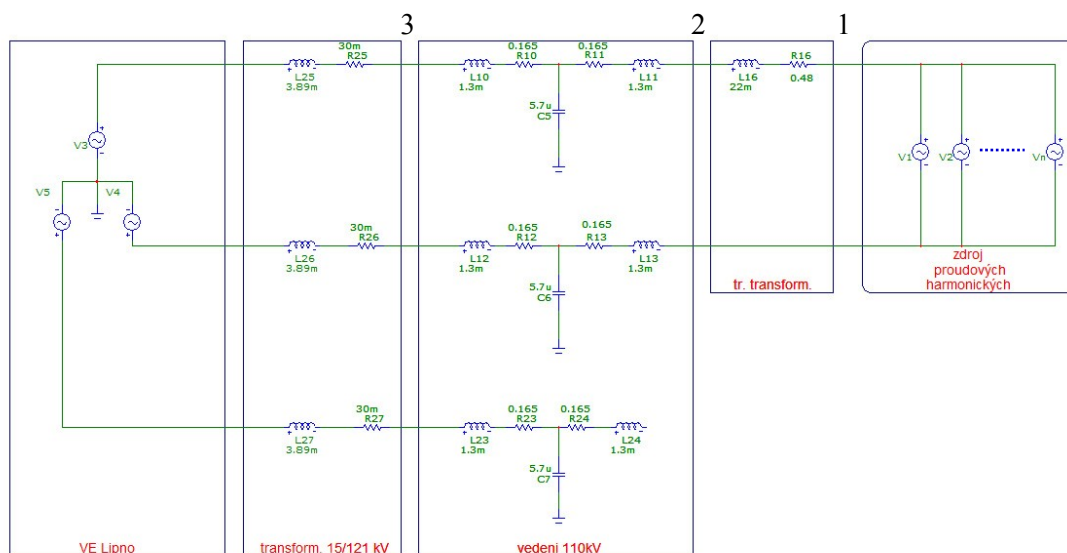 3
2
1
30m
R25
L25
3.89m
0.165
R10
0.165
R11
L10
1.3m
L11
1.3m
5.7u
C5
L16
22m
R16
0.48
V3
V5
V4
V1
V2
Vn
30m
R26
L26
3.89m
0.165
R12
0.165
R13
L12
1.3m
L13
1.3m
5.7u
C6
tr. transform.
zdroj
proudových
harmonických
30m
R27
L27
3.89m
0.165
R23
0.165
R24
L23
1.3m
L24
1.3m
5.7u
C7
VE Lipno
transform. 15/121 kV
vedeni 110kV